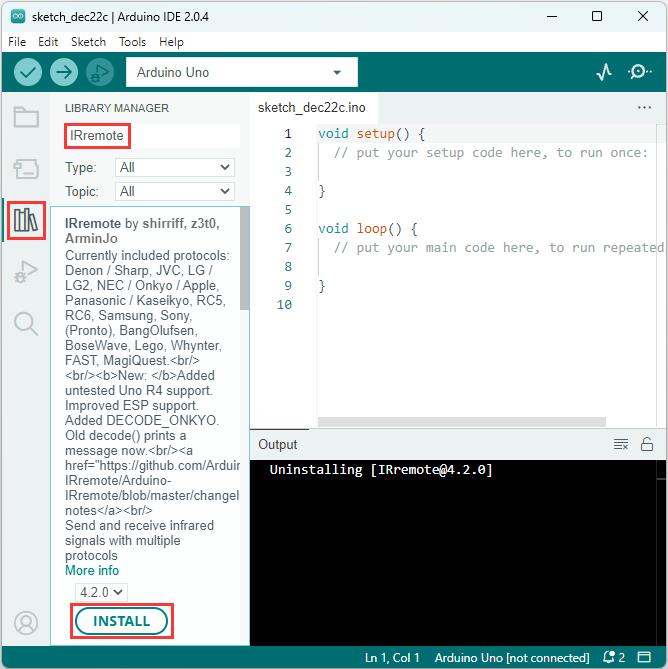 sketch_dec22c | Arduino IDE 2.0.4
File Edit Sketch Tools Help
Arduino Uno
LIBRARY MANAGER
IRremote
Type: All
Topic: All
IRremote by shirriff, z3t0,
ArminJo
Currently included protocols:
Denon / Sharp, JVC, LG /
LG2, NEC / Onkyo / Apple,
Panasonic / Kaseikyo, RC5,
RC6, Samsung, Sony,
(Pronto), BangOlufsen,
BoseWave, Lego, Whynter,
FAST, MagiQuest.<br/>
<br/><b>New: </b>Added
untested Uno R4 support.
Improved ESP support.
Added DECODE_ONKYO.
Old decode() prints a
message now.<br/><a
href="https://github.com/Arduin
IRremote/Arduino-
IRremote/blob/master/changel
notes</a><br/>
Send and receive infrared
signals with multiple
protocols
More info
4.2.0
INSTALL
sketch_dec22c.ino
1 void setup() {
2 // put your setup code here, to run once:
3
4 }
5
6 void loop() {
7 // put your main code here, to run repeated
8
9 }
10
Output
Uninstalling [IRremote@4.2.0]
Ln 1, Col 1 Arduino Uno [not connected] 2